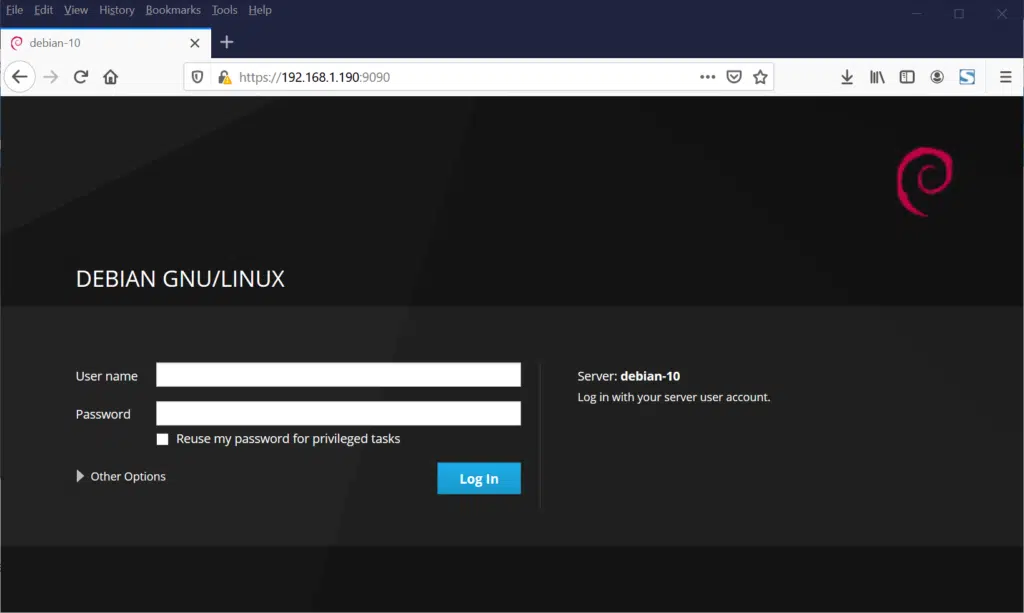 File Edit View History Bookmarks Tools Help
debian-10
https://192.168.1.190:9090
DEBIAN GNU/LINUX
User name
Server: debian-10
Log in with your server user account.
Password
Reuse my password for privileged tasks
Other Options
Log In